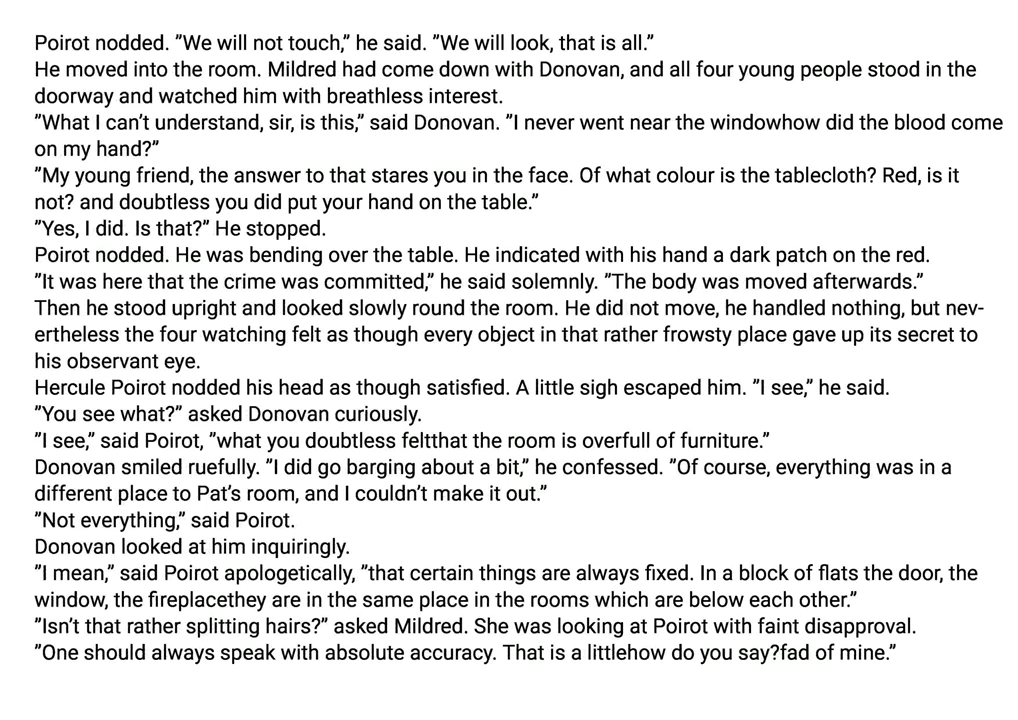 Poirot nodded. ”We will not touch,” he said. ”We will look, that is all.”
He moved into the room. Mildred had come down with Donovan, and all four young people stood in the
doorway and watched him with breathless interest.
”What I can’t understand, sir, is this,” said Donovan. ”I never went near the windowhow did the blood come
on my hand?”
”My young friend, the answer to that stares you in the face. Of what colour is the tablecloth? Red, is it
not? and doubtless you did put your hand on the table.”
”Yes, I did. Is that?” He stopped.
Poirot nodded. He was bending over the table. He indicated with his hand a dark patch on the red.
”It was here that the crime was committed,” he said solemnly. ”The body was moved afterwards.”
Then he stood upright and looked slowly round the room. He did not move, he handled nothing, but nev-
ertheless the four watching felt as though every object in that rather frowsty place gave up its secret to
his observant eye.
Hercule Poirot nodded his head as though satisfied. A little sigh escaped him. ”I see,” he said.
”You see what?” asked Donovan curiously.
”I see,” said Poirot, ”what you doubtless feltthat the room is overfull of furniture.”
Donovan smiled ruefully. ”I did go barging about a bit,” he confessed. ”Of course, everything was in a
different place to Pat’s room, and I couldn’t make it out.”
”Not everything,” said Poirot.
Donovan looked at him inquiringly.
”I mean,” said Poirot apologetically, ”that certain things are always fixed. In a block of flats the door, the
window, the fireplacethey are in the same place in the rooms which are below each other.”
”Isn’t that rather splitting hairs?” asked Mildred. She was looking at Poirot with faint disapproval.
”One should always speak with absolute accuracy. That is a littlehow do you say?fad of mine.”